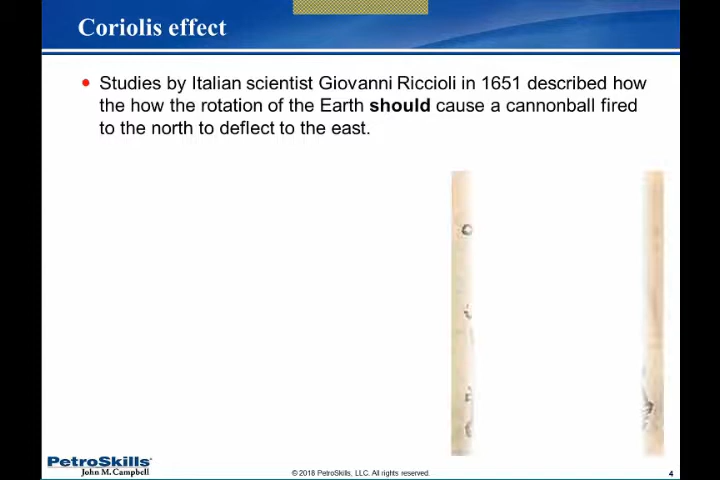 Coriolis effect
Studies by Italian scientist Giovanni Riccioli in 1651 described how
the how the rotation of the Earth should cause a cannonball fired
to the north to deflect to the east.
PetroSkills
John M. Campbell
© 2018 PetroSkills, LLC. All rights reserved.
4